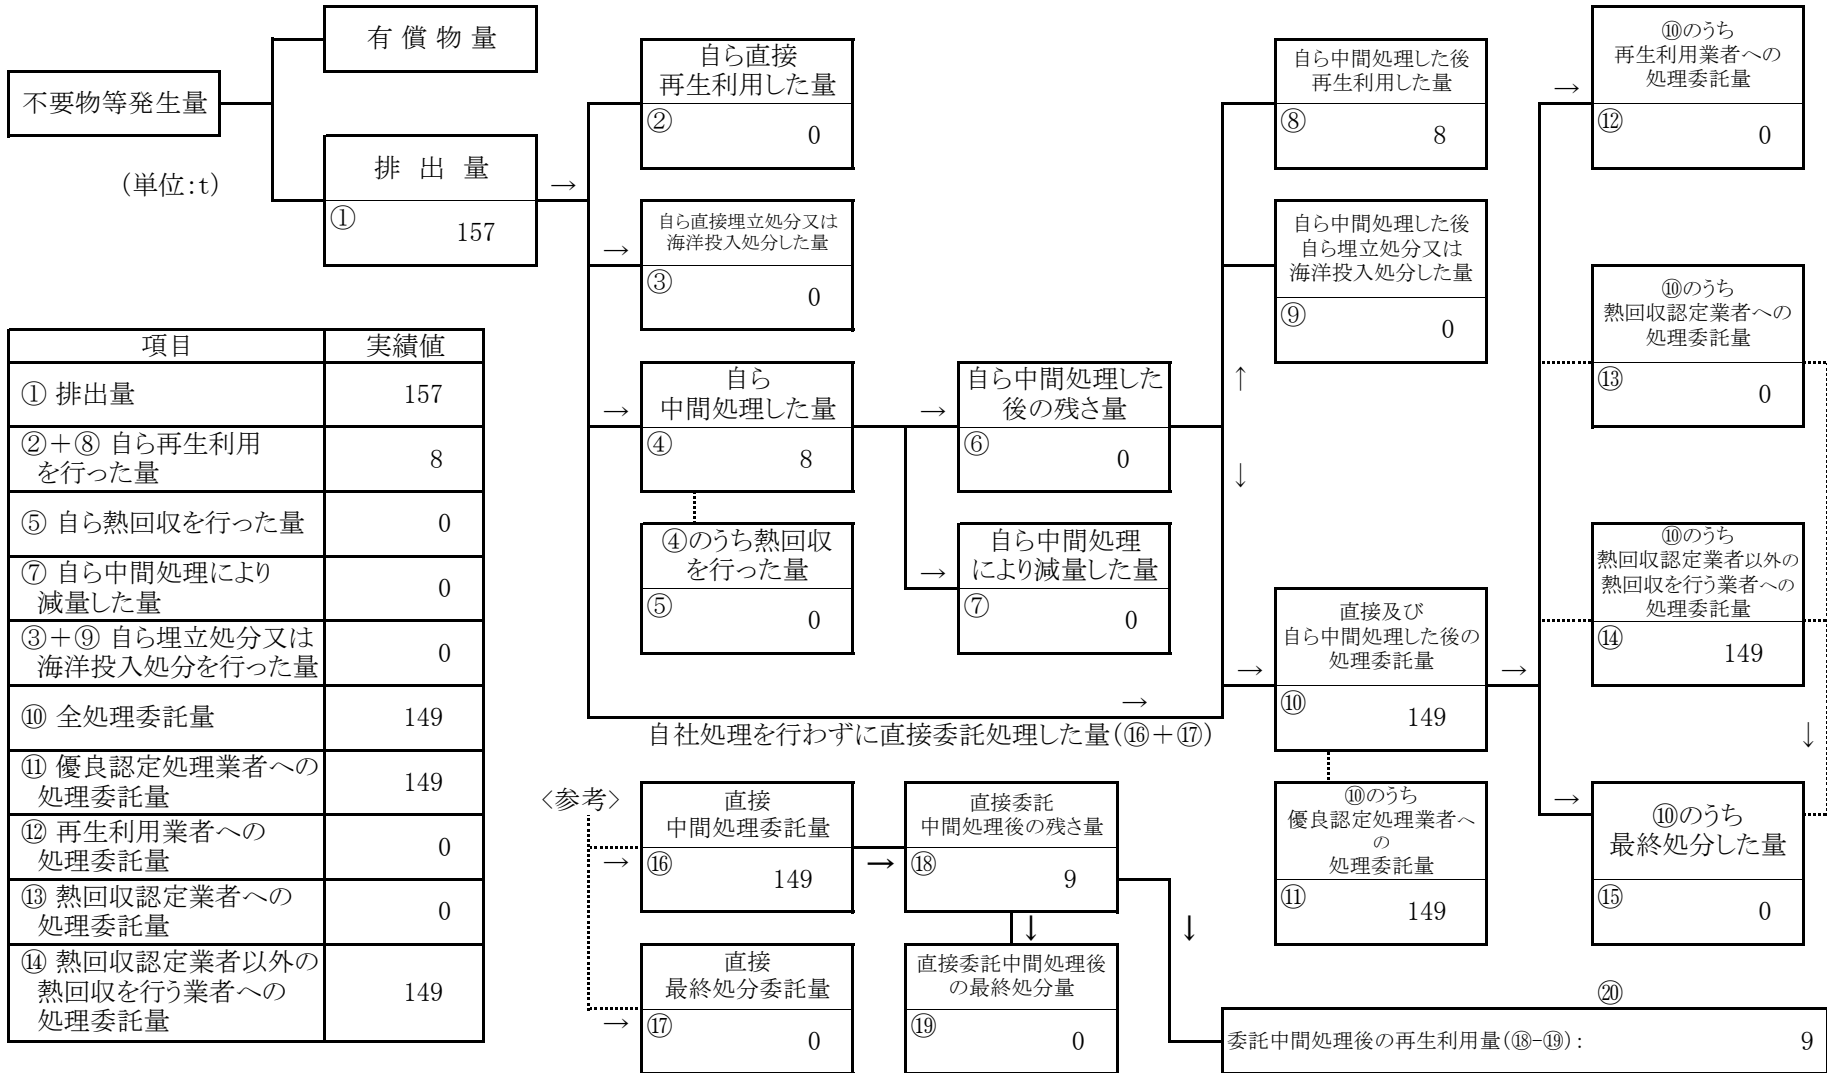 不要物等発生量
(単位:t)
有償物量
排出量
①
157
→
自ら直接
再生利用した量
②
0
→
自ら直接埋立処分又は
海洋投入処分した量
③
0
→
自ら
中間処理した量
④
8
④のうち熱回収
を行った量
⑤
0
→
自ら中間処理した
後の残さ量
⑥
0
→
自ら中間処理
により減量した量
⑦
0
→
自社処理を行わずに直接委託処理した量(⑯+⑰)
自ら中間処理した後
再生利用した量
⑧
8
自ら中間処理した後
自ら埋立処分又は
海洋投入処分した量
⑨
0
↑
↓
→
直接及び
自ら中間処理した後の
処理委託量
⑩
149
→
⑩のうち
優良認定処理業者へ
の
処理委託量
⑪
149
→
⑩のうち
再生利用業者への
処理委託量
⑫
0
⑩のうち
熱回収認定業者への
処理委託量
⑬
0
⑩のうち
熱回収認定業者以外の
熱回収を行う業者への
処理委託量
⑭
149
↓
→
⑩のうち
最終処分した量
⑮
0
項目 実績値
① 排出量 157
②+⑧ 自ら再生利用
を行った量 8
⑤ 自ら熱回収を行った量 0
⑦ 自ら中間処理により
減量した量 0
③+⑨ 自ら埋立処分又は
海洋投入処分を行った量 0
⑩ 全処理委託量 149
⑪ 優良認定処理業者への
処理委託量 149
⑫ 再生利用業者への
処理委託量 0
⑬ 熱回収認定業者への
処理委託量 0
⑭ 熱回収認定業者以外の
熱回収を行う業者への
処理委託量 149
〈参考〉
→
直接
中間処理委託量
⑯
149
→
直接委託
中間処理後の残さ量
⑱
9
↓
↓
→
直接
最終処分委託量
⑰
0
直接委託中間処理後
の最終処分量
⑲
0
⑳
委託中間処理後の再生利用量(⑱-⑲): 9